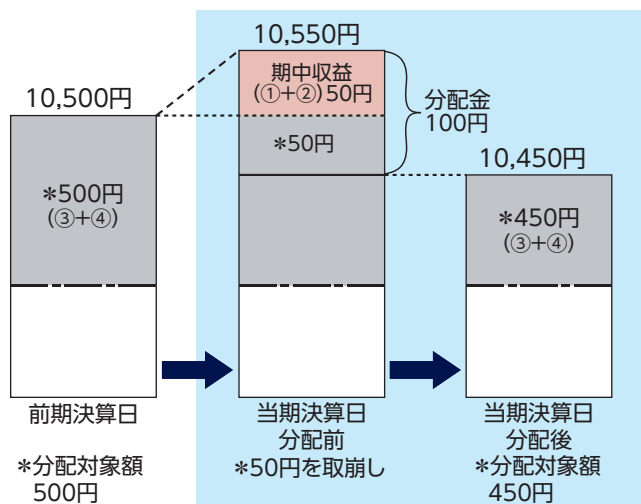 10,550円
期中収益
(①+②)50円
分配金
100円
10,500円
*50円
10,450円
*500円
(③+④)
*450円
(③+④)
前期決算日
当期決算日
分配前
当期決算日
分配後
*分配対象額
500円
*50円を取崩し
*分配対象額
450円